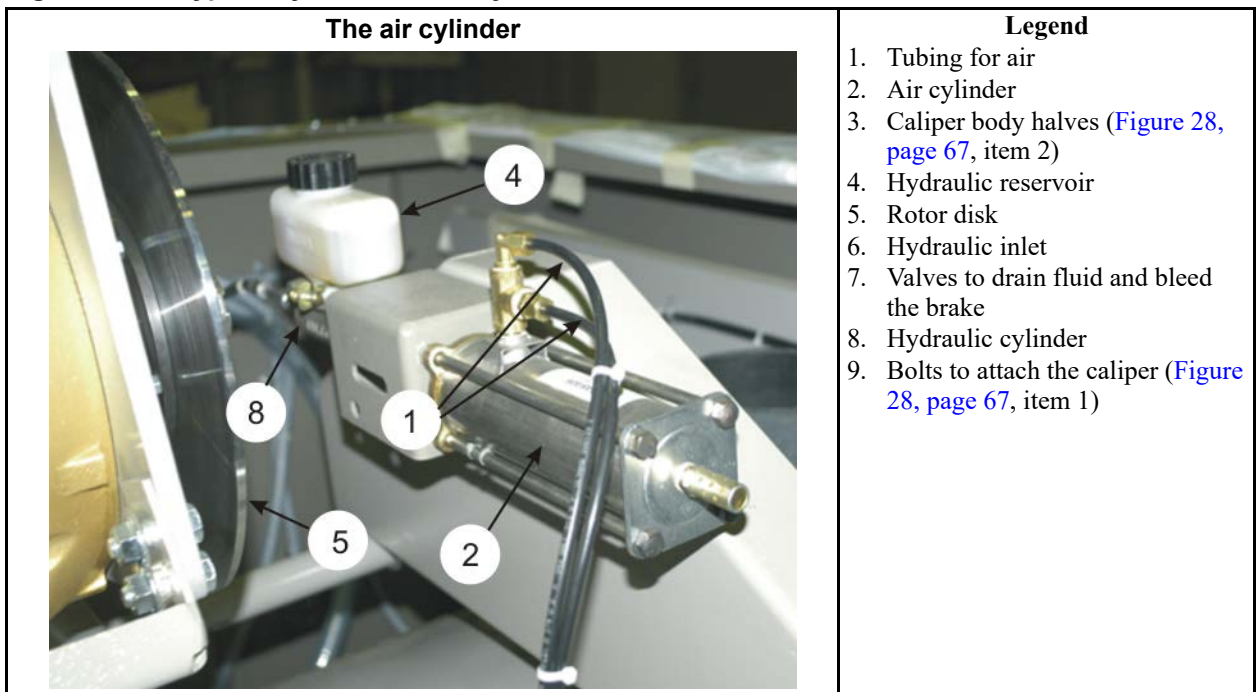 The air cylinder
4
8
1
5
2
Legend
1. Tubing for air
2. Air cylinder
3. Caliper body halves (Figure 28,
page 67, item 2)
4. Hydraulic reservoir
5. Rotor disk
6. Hydraulic inlet
7. Valves to drain fluid and bleed
the brake
8. Hydraulic cylinder
9. Bolts to attach the caliper (Figure
28, page 67, item 1)